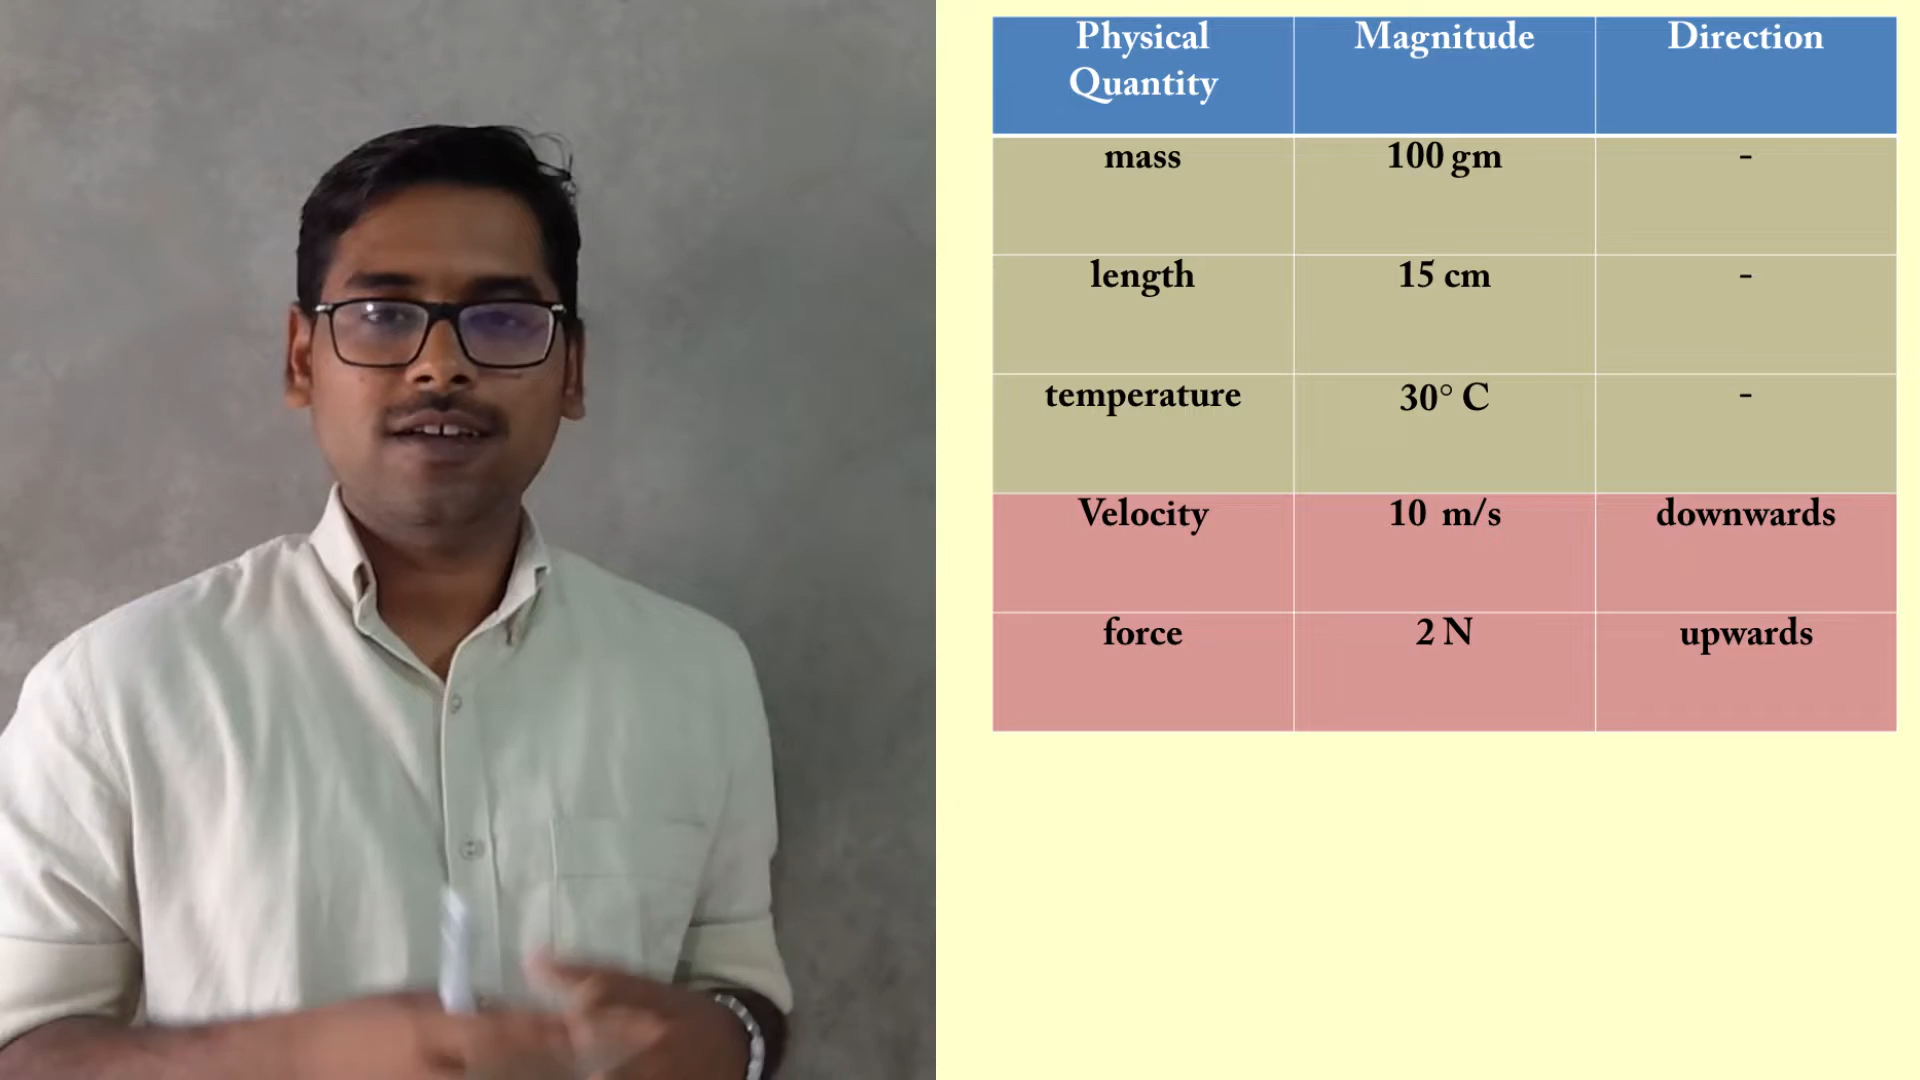 Physical Magnitude Direction
Quantity
mass 100 gm -
length 15 cm -
temperature 30° C -
Velocity 10 m/s downwards
force 2 N upwards